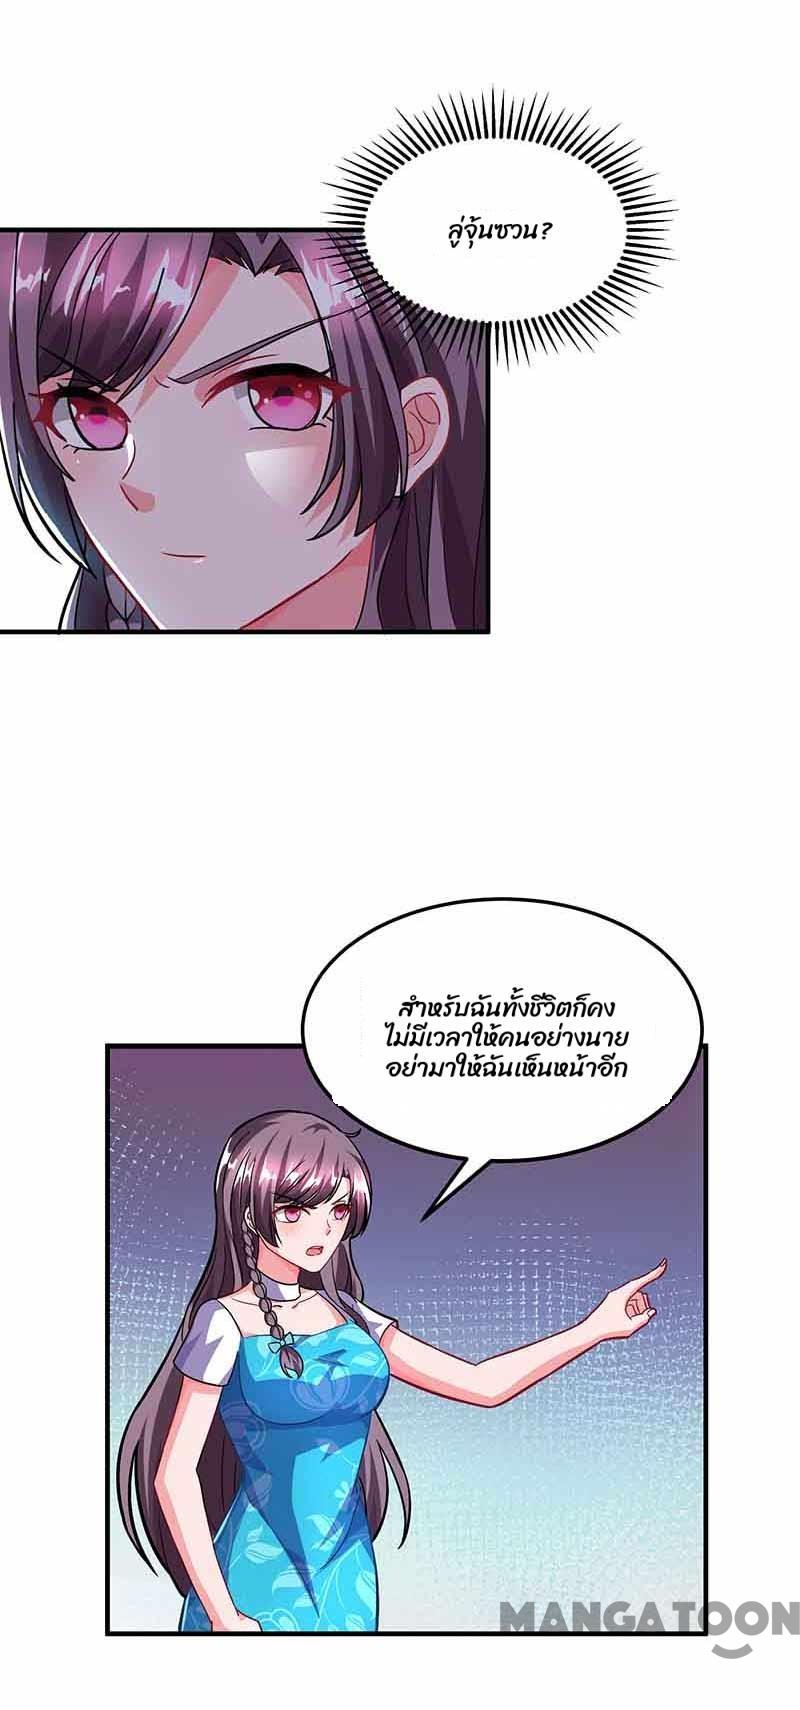 ลู่จุ้นซวน?
สำหรับฉันทั้งชีวิตก็คง
ไม่มีเวลาให้คนอย่างนาย
อย่ามาให้ฉันเห็นหน้าอีก
MANGATOON